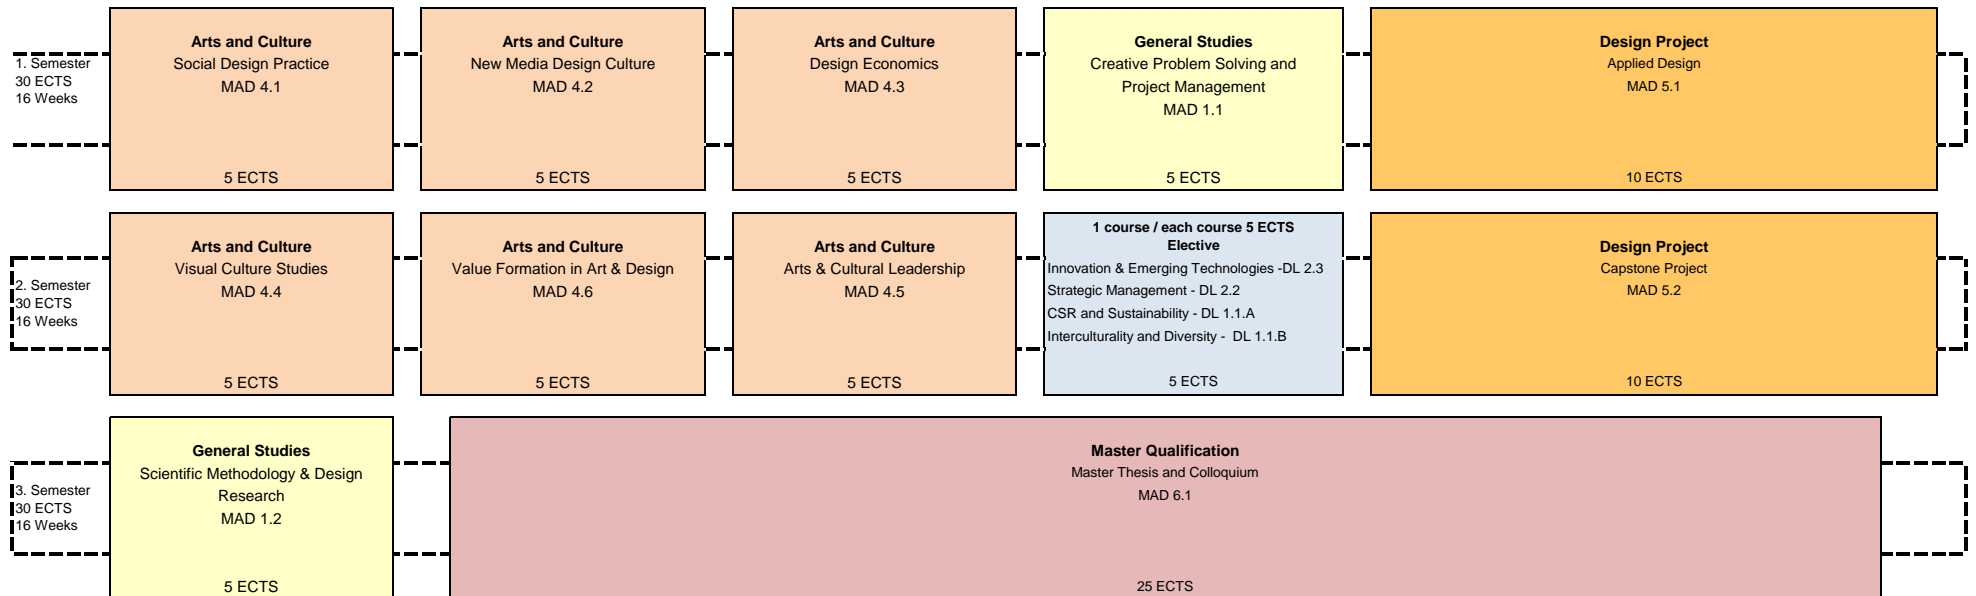 1. Semester
30 ECTS
16 Weeks
Arts and Culture
Social Design Practice
MAD 4.1
5 ECTS
Arts and Culture
New Media Design Culture
MAD 4.2
5 ECTS
Arts and Culture
Design Economics
MAD 4.3
5 ECTS
General Studies
Creative Problem Solving and
Project Management
MAD 1.1
5 ECTS
Design Project
Applied Design
MAD 5.1
10 ECTS
2. Semester
30 ECTS
16 Weeks
Arts and Culture
Visual Culture Studies
MAD 4.4
5 ECTS
Arts and Culture
Value Formation in Art & Design
MAD 4.6
5 ECTS
Arts and Culture
Arts & Cultural Leadership
MAD 4.5
5 ECTS
1 course / each course 5 ECTS
Elective
Innovation & Emerging Technologies -DL 2.3
Strategic Management - DL 2.2
CSR and Sustainability - DL 1.1.A
Interculturality and Diversity - DL 1.1.B
5 ECTS
Design Project
Capstone Project
MAD 5.2
10 ECTS
3. Semester
30 ECTS
16 Weeks
General Studies
Scientific Methodology & Design
Research
MAD 1.2
5 ECTS
Master Qualification
Master Thesis and Colloquium
MAD 6.1
25 ECTS